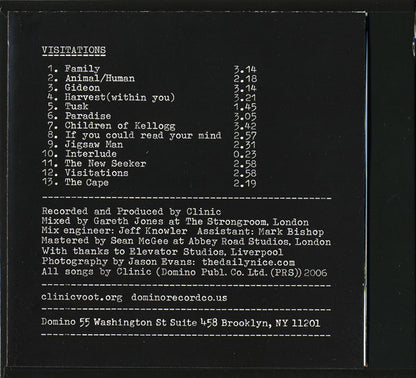 VISITATIONS
1. Family 3.14
2. Animal/Human 2.18
3. Gideon 3.14
4. Harvest(within you) 3.21
5. Tusk 1.45
6. Paradise 3.05
7. Children of Kellogg 3.42
8. If you could read your mind 2.57
9. Jigsaw Man 2.31
10. Interlude 0.23
11. The New Seeker 2.58
12. Visitations 2.58
13. The Cape 2.19
Recorded and Produced by Clinic
Mixed by Gareth Jones at The Strongroom, London
Mix engineer: Jeff Knowler Assistant: Mark Bishop
Mastered by Sean McGee at Abbey Road Studios, London
With thanks to Elevator Studios, Liverpool
Photography by Jason Evans: thedailynice.com
All songs by Clinic (Domino Publ. Co. Ltd. (PRS)) 2006
clinicvoot.org dominorecordco.us
Domino 55 Washington St Suite 458 Brooklyn, NY 11201